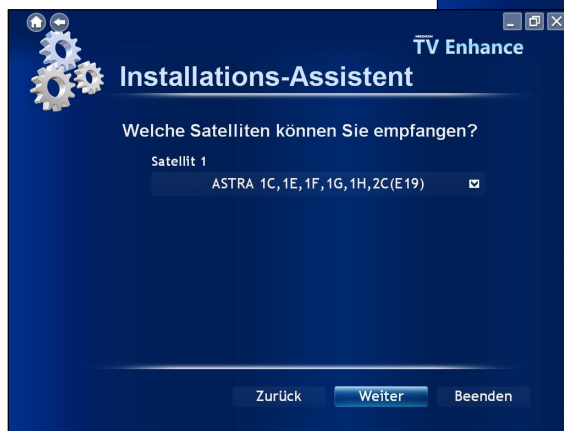 MEDION
TV Enhance
Installations-Assistent
Welche Satelliten können Sie empfangen?
Satellit 1
ASTRA 1C,1E,1F,1G,1H,2C(E19)
Zurück Weiter Beenden